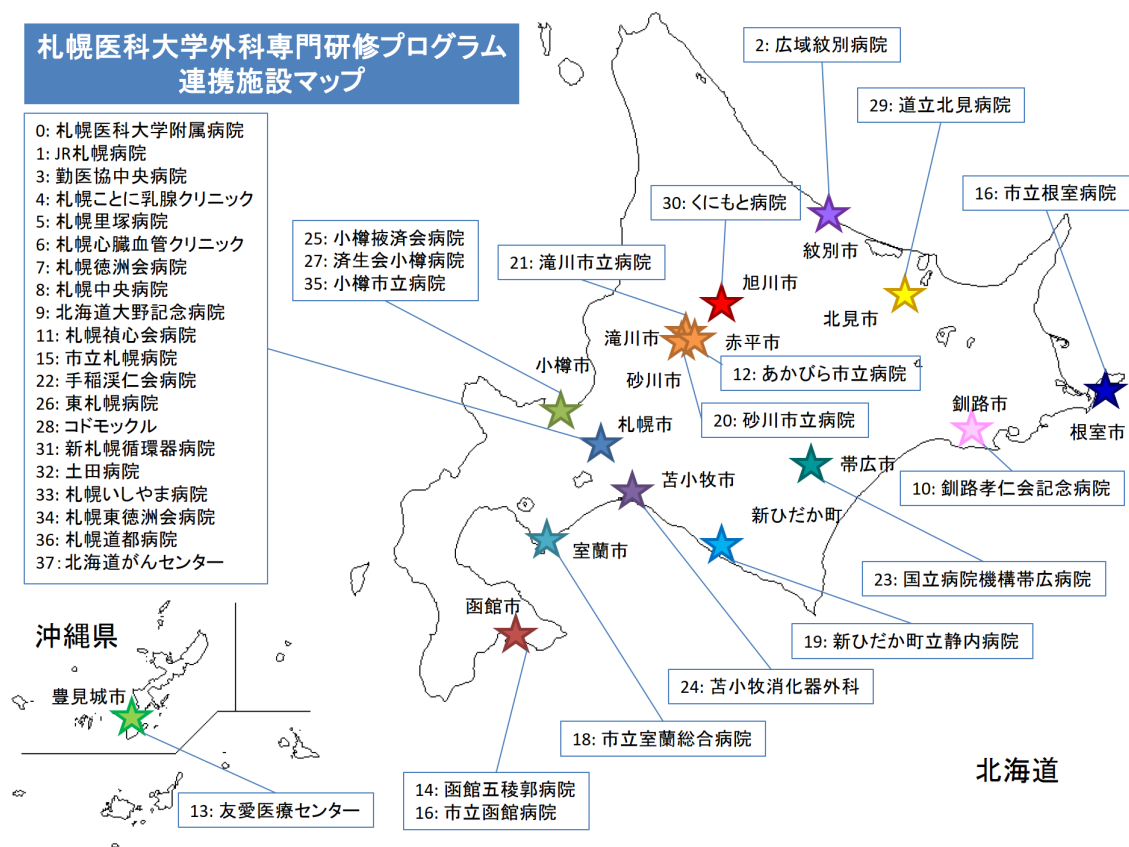 札幌医科大学外科専門研修プログラム
連携施設マップ
0: 札幌医科大学附属病院
1: JR札幌病院
3: 勤医協中央病院
4: 札幌ことに乳腺クリニック
5: 札幌里塚病院
6: 札幌心臓血管クリニック
7: 札幌徳洲会病院
8: 札幌中央病院
9: 北海道大野記念病院
11: 札幌禎心会病院
15: 市立札幌病院
22: 手稲渓仁会病院
26: 東札幌病院
28: コドモックル
31: 新札幌循環器病院
32: 土田病院
33: 札幌いしやま病院
34: 札幌東徳洲会病院
36: 札幌道都病院
37: 北海道がんセンター
2: 広域紋別病院
29: 道立北見病院
16: 市立根室病院
30: くにもと病院
25: 小樽掖済会病院
27: 済生会小樽病院
35: 小樽市立病院
21: 滝川市立病院
紋別市
旭川市
北見市
滝川市
赤平市
小樽市
砂川市
12: あかびら市立病院
20: 砂川市立病院
札幌市
釧路市
根室市
帯広市
苫小牧市
10: 釧路孝仁会記念病院
新ひだか町
室蘭市
23: 国立病院機構帯広病院
函館市
19: 新ひだか町立静内病院
24: 苫小牧消化器外科
18: 市立室蘭総合病院
14: 函館五稜郭病院
16: 市立函館病院
北海道
沖縄県
豊見城市
13: 友愛医療センター